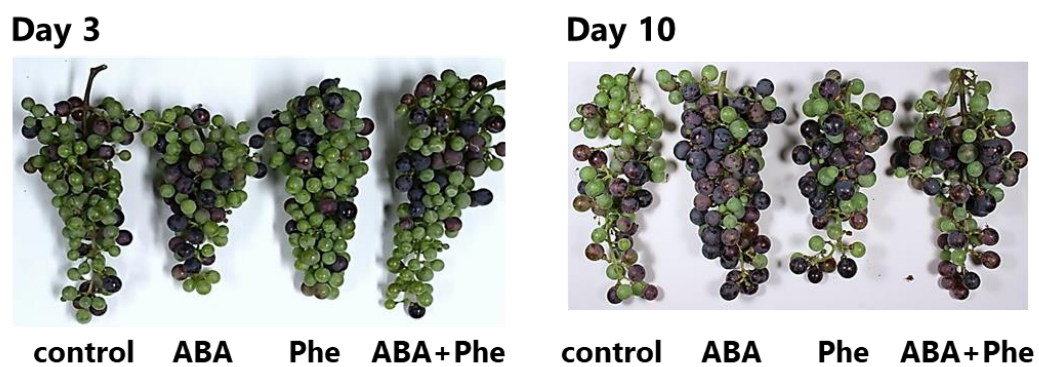 Day 3
Day 10
control ABA Phe ABA+Phe
control ABA Phe ABA+Phe